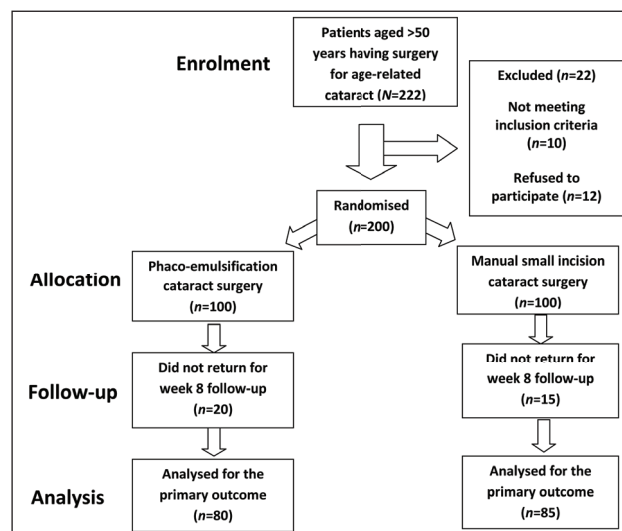 Patients aged >50
years having surgery
for age-related
cataract (N=222)
Enrolment
Excluded (n=22)
Not meeting
inclusion criteria
(n=10)
Refused to
participate (n=12)
Randomised
(n=200)
Allocation
Phaco-emulsification
cataract surgery
(n=100)
Manual small incision
cataract surgery
(n=100)
Follow-up
Did not return for
week 8 follow-up
(n=20)
Did not return for
week 8 follow-up
(n=15)
Analysis
Analysed for the
primary outcome
(n=80)
Analysed for the
primary outcome
(n=85)